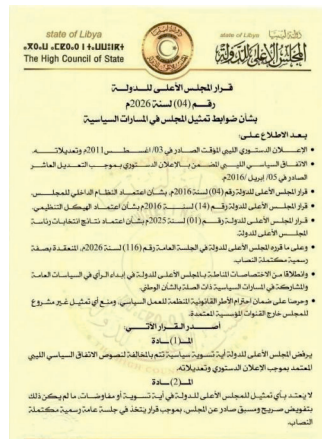 state of Libya
The High Council of State
المجلس الأعلى للدولة
قرار المجلس الأعلى للدولة
رقم (04) لسنة 2026م
بشأن ضوابط تمثيل المجلس في المسارات السياسية
بعد الاطلاع على:
• الإعلان الدستوري الليبي المؤقت الصادر في 03/ أغسطس/2011م وتعديلاته.
• الاتفاق السياسي الليبي المضمن بالإعلان الدستوري بموجب التعديل العاشر
الصادر في 05/ إبريل /2016م.
• قرار المجلس الأعلى للدولة رقم (04) لسنة 2016م، بشأن اعتماد النظام الداخلي للمجلس.
• قرار المجلس الأعلى للدولة رقم (14) لسنة 2016م بشأن اعتماد الهيكل التنظيمي.
• قرار المجلس الأعلى للدولة رقم (01) لسنة 2025م بشأن اعتماد نتائج انتخابات رئاسة
المجلس الأعلى للدولة
• وعلى ما قرره المجلس الأعلى للدولة في الجلسة العامة رقم (116) لسنة 2026م، المنعقدة بصفة
رسمية مكتملة النصاب.
• وانطلاقا من الاختصاصات المناطة بالمجلس الأعلى للدولة في إبداء الرأي في السياسات العامة
والمشاركة في المسارات السياسية ذات الصلة بالشأن الوطني.
• وحرصا على ضمان احترام الأطر القانونية المنظمة للعمل السياسي، ومنع أي تمثيل غير مشروع
للمجلس خارج القنوات المؤسسية المعتمدة.
أصدر القرار الآتي:
المـ(1)ـادة
يرفض المجلس الأعلى للدولة أية تسوية سياسية تتم بالمخالفة لنصوص الاتفاق السياسي الليبي
المعتمد بموجب الإعلان الدستوري وتعديلاته.
المـ(2)ـادة
لا يعتد بأي تمثيل للمجلس الأعلى للدولة في أية تسوية أو مفاوضات، ما لم يكن ذلك
بتفويض صريح ومسبق صادر عن المجلس، بموجب قرار يتخذ في جلسة عامة رسمية مكتملة
النصاب.